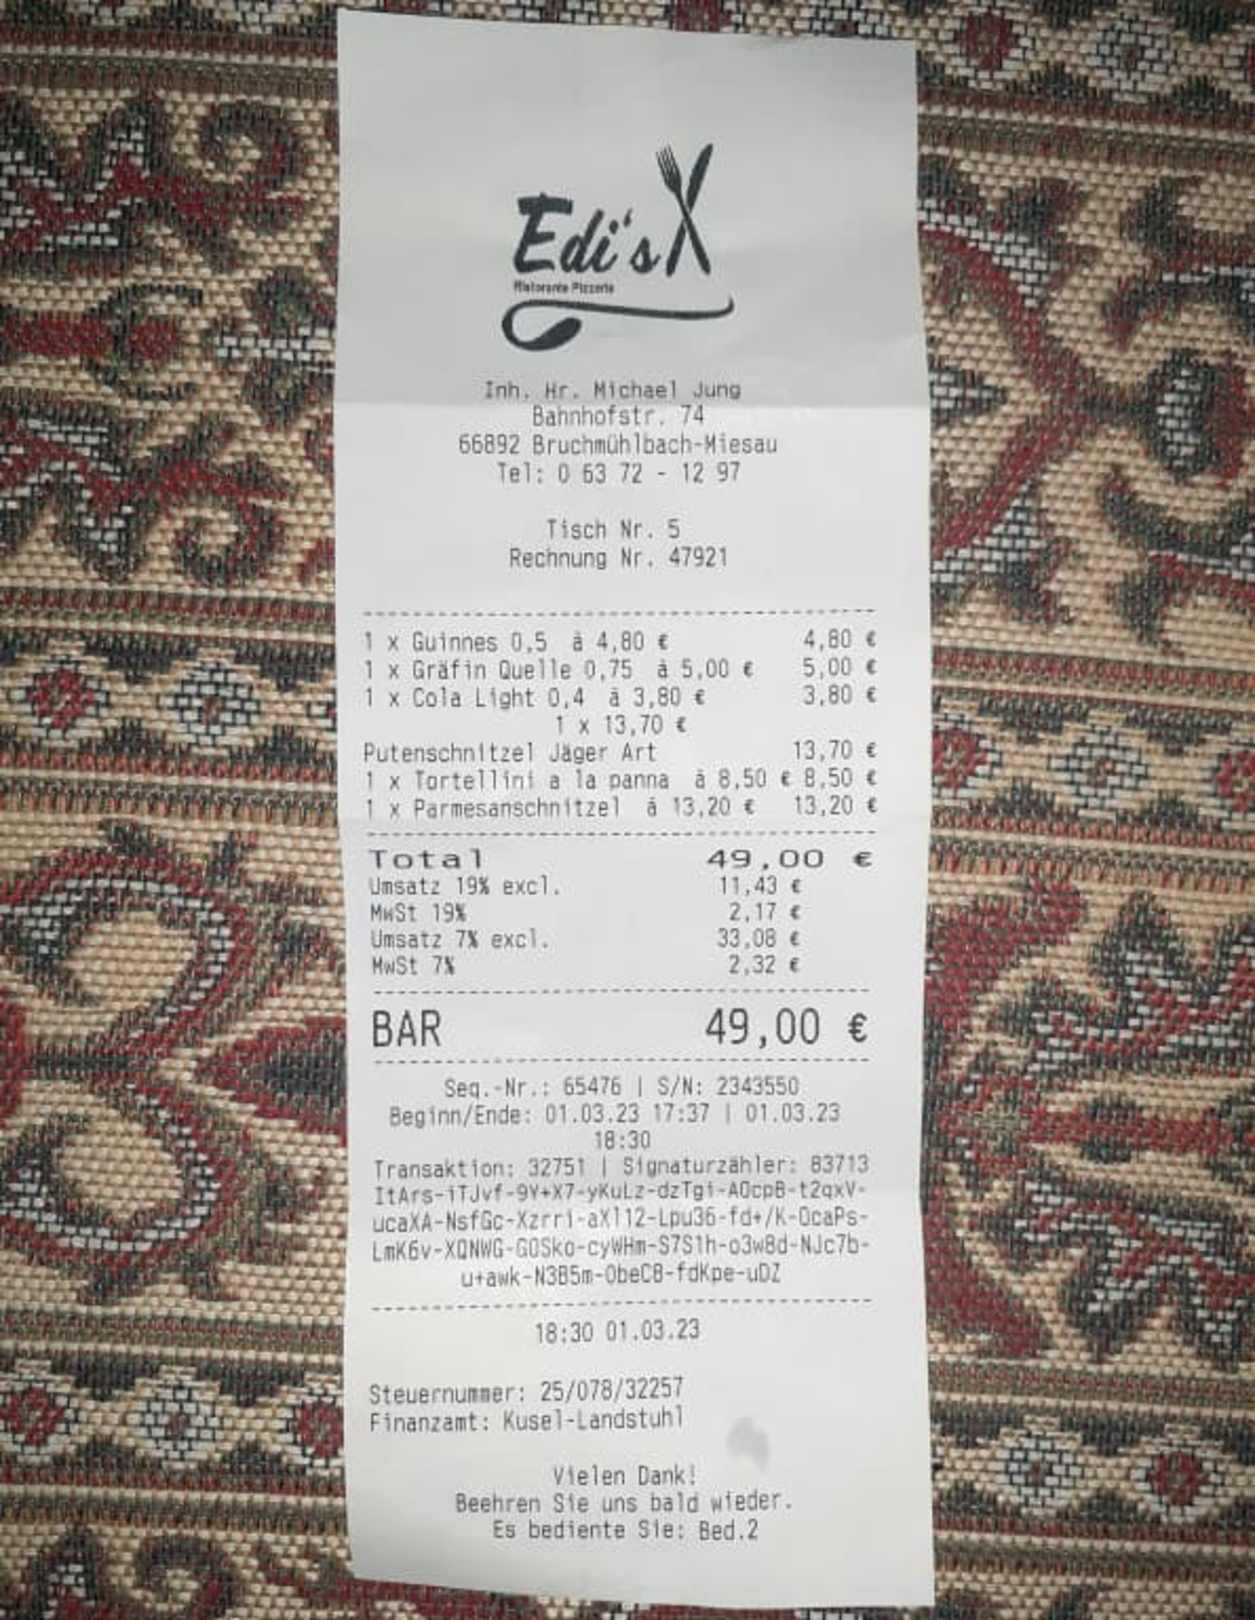 Edi's
Ristorante Pizzeria
Inh. Hr. Michael Jung
Bahnhofstr. 74
66892 Bruchmühlbach-Miesau
Tel: 0 63 72 - 12 97
Tisch Nr. 5
Rechnung Nr. 47921
1 x Guinnes 0,5 à 4,80 € 4,80 €
1 x Gräfin Quelle 0,75 à 5,00 € 5,00 €
1 x Cola Light 0,4 à 3,80 € 3,80 €
1 x 13,70 €
Putenschnitzel Jäger Art 13,70 €
1 x Tortellini a la panna à 8,50 € 8,50 €
1 x Parmesanschnitzel à 13,20 € 13,20 €
Total 49,00 €
Umsatz 19% excl. 11,43 €
MwSt 19% 2,17 €
Umsatz 7% excl. 33,08 €
MwSt 7% 2,32 €
BAR 49,00 €
Seq.-Nr.: 65476 | S/N: 2343550
Beginn/Ende: 01.03.23 17:37 | 01.03.23
18:30
Transaktion: 32751 | Signaturzähler: 83713
ItArs-iTJvf-9Y+X7-yKuLz-dzTgi-AOcpB-t2qxV-
ucaXA-NsfGc-Xzrri-aXl12-Lpu36-fd+/K-OcaPs-
LmK6v-XQNWG-GOSko-cyWHm-S7S1h-o3w8d-NJc7b-
u+awk-N3B5m-ObeC8-fdKpe-uDZ
18:30 01.03.23
Steuernummer: 25/078/32257
Finanzamt: Kusel-Landstuhl
Vielen Dank!
Beehren Sie uns bald wieder.
Es bediente Sie: Bed.2